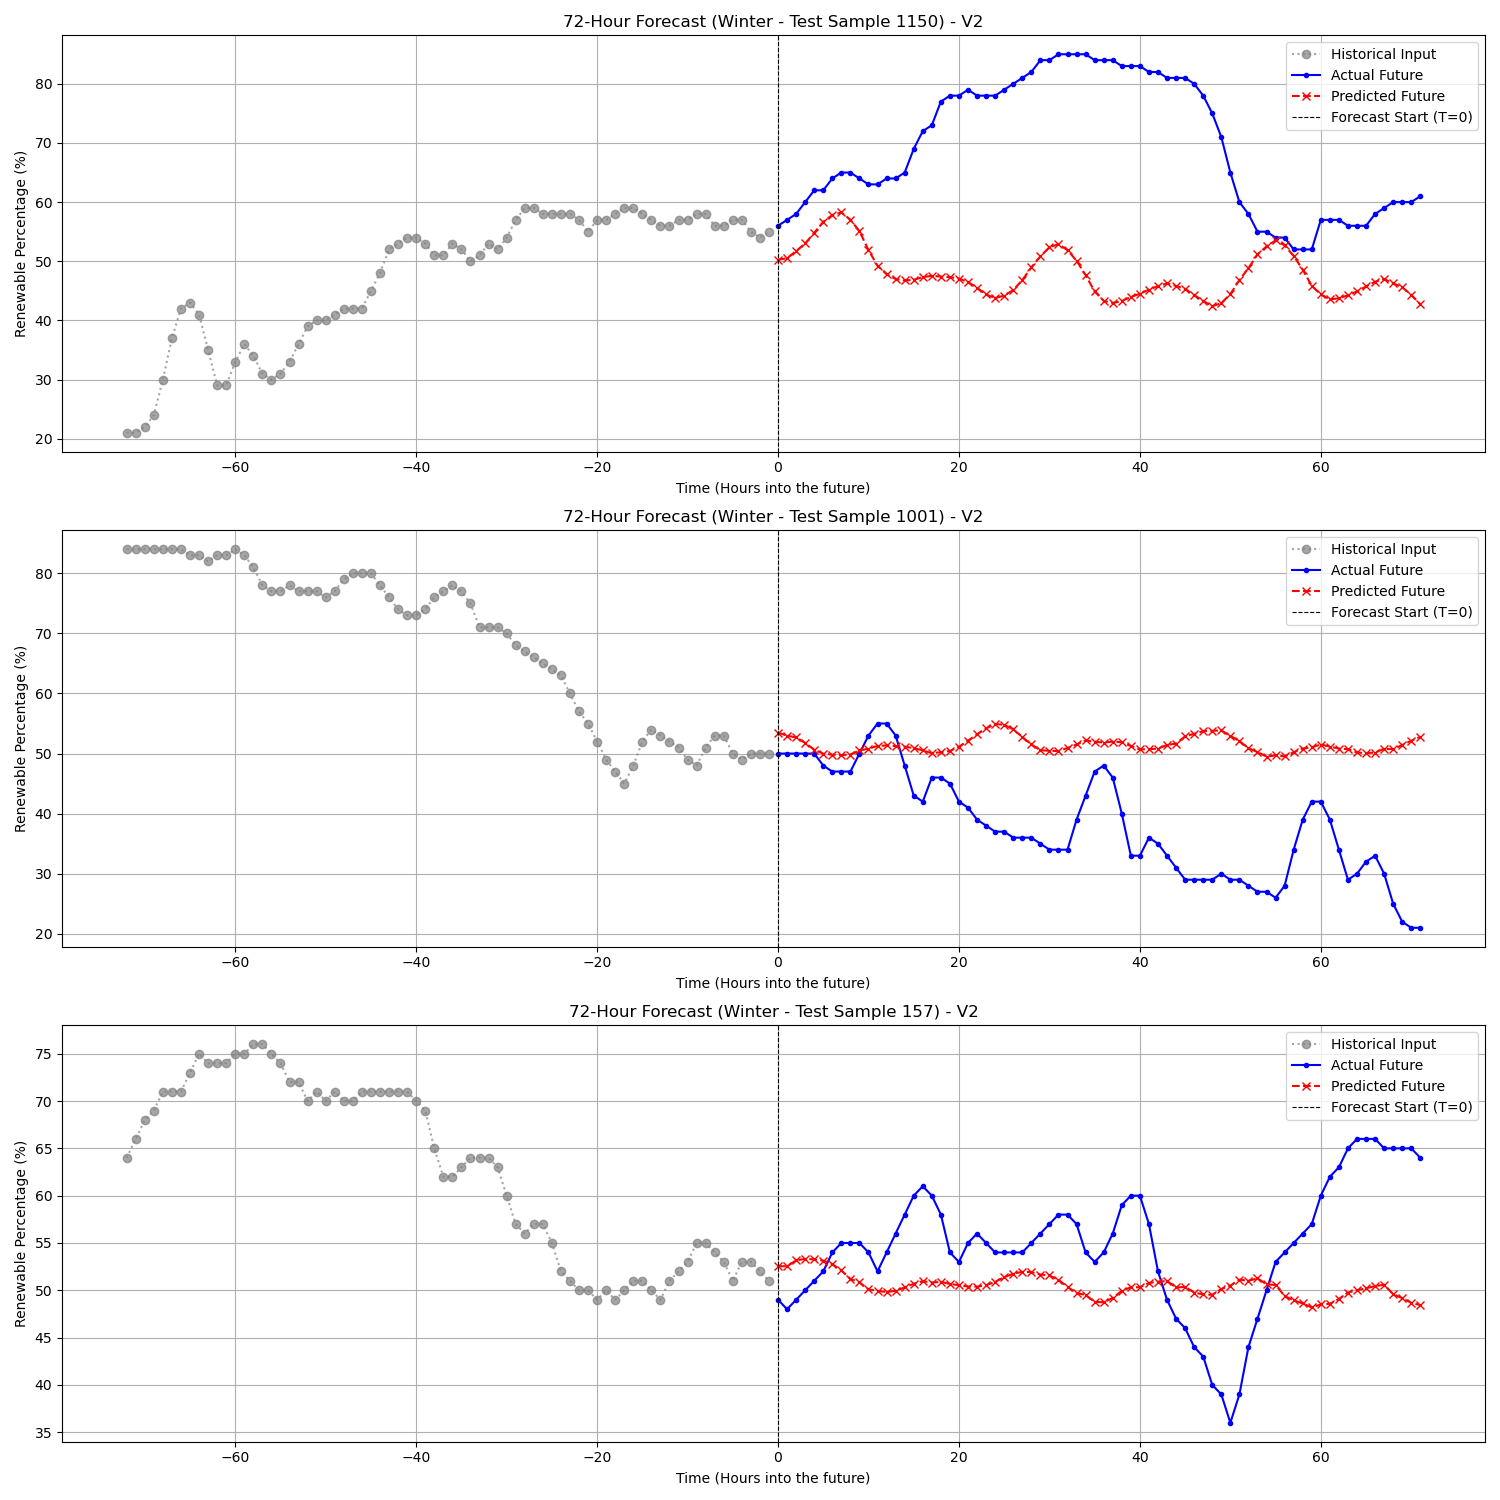 72-Hour Forecast (Winter - Test Sample 1150) - V2
Renewable Percentage (%)
80
70
60
50
40
30
20
Historical Input
Actual Future
Predicted Future
Forecast Start (T=0)
−60 −40 −20 0 20 40 60
Time (Hours into the future)
72-Hour Forecast (Winter - Test Sample 1001) - V2
Renewable Percentage (%)
80
70
60
50
40
30
20
Historical Input
Actual Future
Predicted Future
Forecast Start (T=0)
−60 −40 −20 0 20 40 60
Time (Hours into the future)
72-Hour Forecast (Winter - Test Sample 157) - V2
Renewable Percentage (%)
75
70
65
60
55
50
45
40
35
Historical Input
Actual Future
Predicted Future
Forecast Start (T=0)
−60 −40 −20 0 20 40 60
Time (Hours into the future)